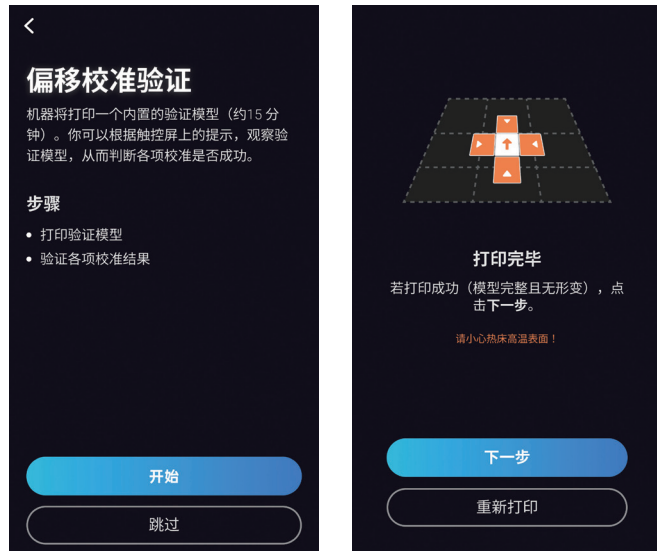 偏移校准验证
机器将打印一个内置的验证模型（约15 分
钟）。你可以根据触控屏上的提示，观察验
证模型，从而判断各项校准是否成功。
步骤
• 打印验证模型
• 验证各项校准结果
开始
跳过
打印完毕
若打印成功（模型完整且无形变），点
击下一步。
请小心热床高温表面！
下一步
重新打印